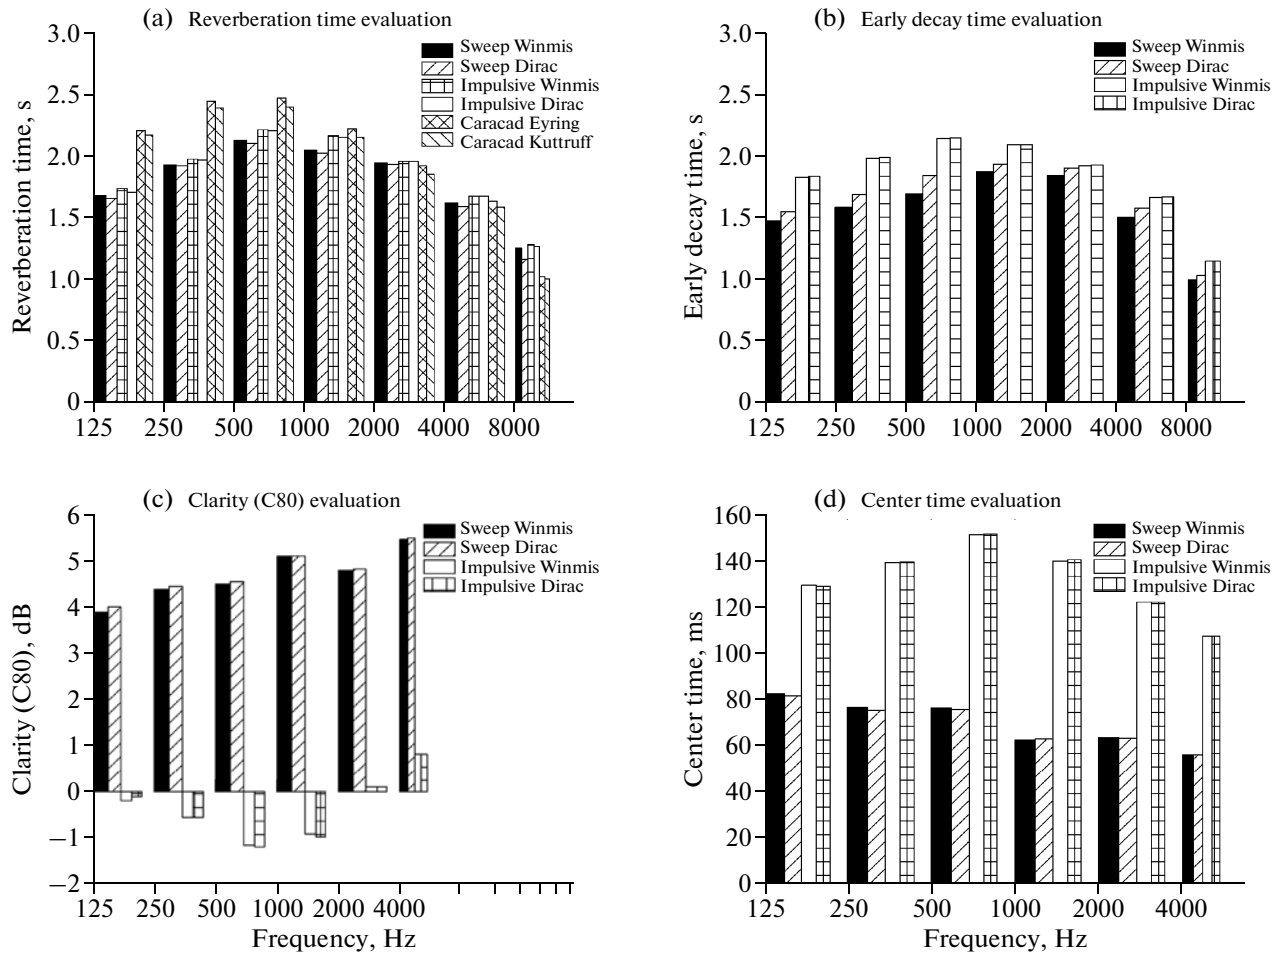 (a) Reverberation time evaluation
Reverberation time, s
3.0
2.5
2.0
1.5
1.0
0.5
0
Sweep Winmis
Sweep Dirac
Impulsive Winmis
Impulsive Dirac
Caracad Eyring
Caracad Kuttruff
125 250 500 1000 2000 4000 8000
(b) Early decay time evaluation
Early decay time, s
3.0
2.5
2.0
1.5
1.0
0.5
0
Sweep Winmis
Sweep Dirac
Impulsive Winmis
Impulsive Dirac
125 250 500 1000 2000 4000 8000
(c) Clarity (C80) evaluation
Clarity (C80), dB
6
5
4
3
2
1
0
−1
−2
Sweep Winmis
Sweep Dirac
Impulsive Winmis
Impulsive Dirac
125 250 500 1000 2000 4000
Frequency, Hz
(d) Center time evaluation
Center time, ms
160
140
120
100
80
60
40
20
0
Sweep Winmis
Sweep Dirac
Impulsive Winmis
Impulsive Dirac
125 250 500 1000 2000 4000
Frequency, Hz